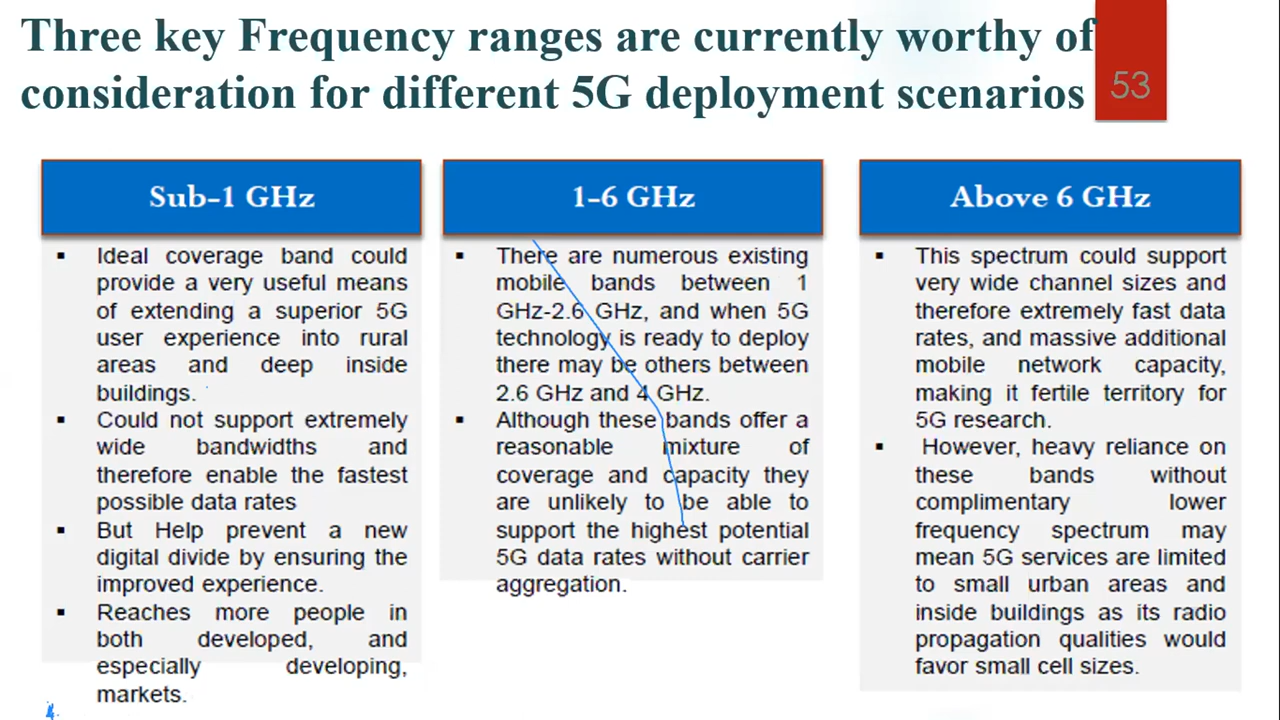 Three key Frequency ranges are currently worthy of
consideration for different 5G deployment scenarios
53
Sub-1 GHz
▪ Ideal coverage band could
provide a very useful means
of extending a superior 5G
user experience into rural
areas and deep inside
buildings.
▪ Could not support extremely
wide bandwidths and
therefore enable the fastest
possible data rates
▪ But Help prevent a new
digital divide by ensuring the
improved experience.
▪ Reaches more people in
both developed, and
especially developing,
markets.
1-6 GHz
▪ There are numerous existing
mobile bands between 1
GHz-2.6 GHz, and when 5G
technology is ready to deploy
there may be others between
2.6 GHz and 4 GHz.
▪ Although these bands offer a
reasonable mixture of
coverage and capacity they
are unlikely to be able to
support the highest potential
5G data rates without carrier
aggregation.
Above 6 GHz
▪ This spectrum could support
very wide channel sizes and
therefore extremely fast data
rates, and massive additional
mobile network capacity,
making it fertile territory for
5G research.
▪ However, heavy reliance on
these bands without
complimentary lower
frequency spectrum may
mean 5G services are limited
to small urban areas and
inside buildings as its radio
propagation qualities would
favor small cell sizes.